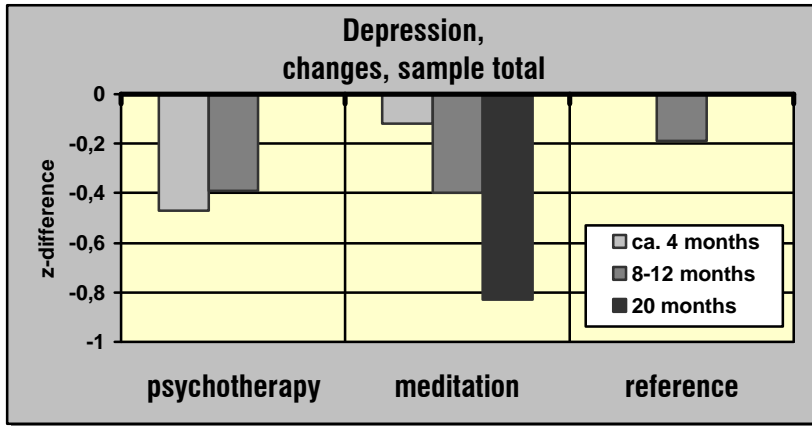 Depression,
changes, sample total
0
-0,2
-0,4
-0,6
-0,8
-1
z-difference
ca. 4 months
8-12 months
20 months
psychotherapy meditation reference